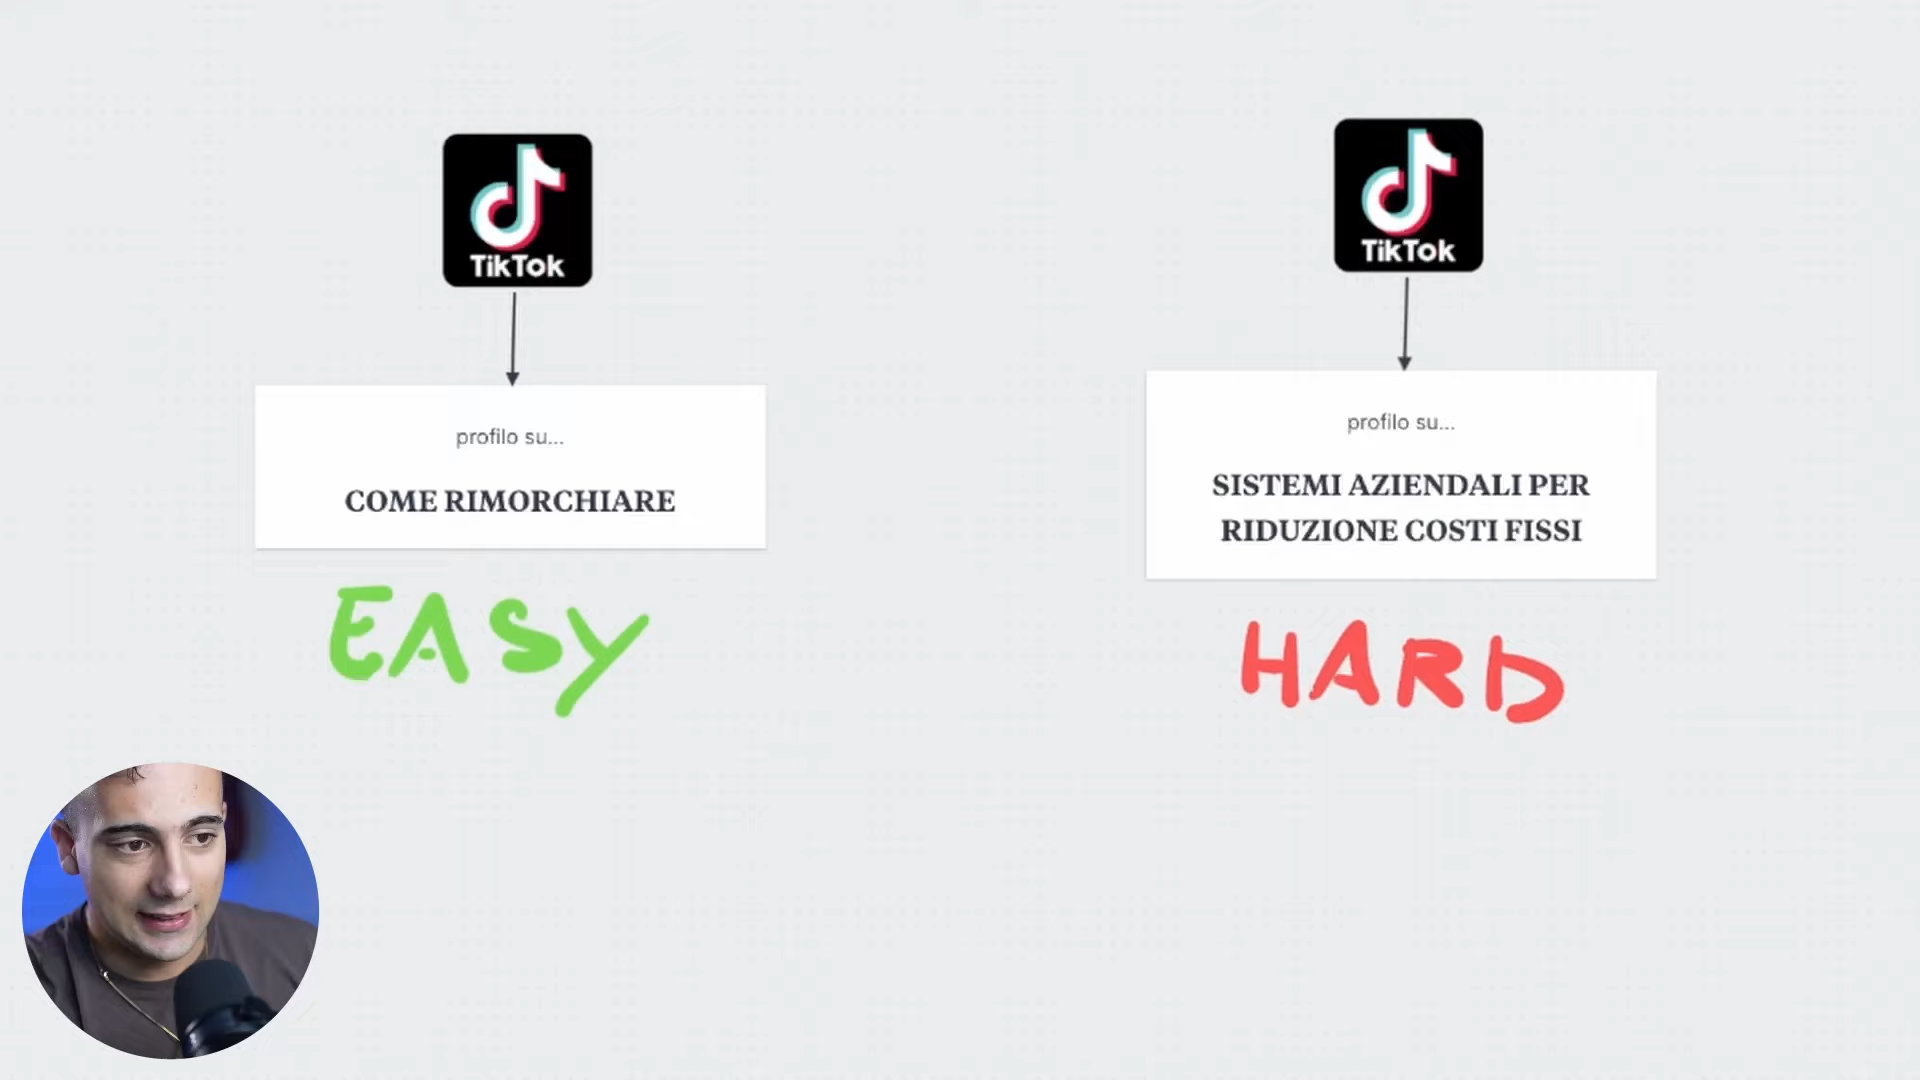 TikTok
profilo su...
COME RIMORCHIARE
EASY
TikTok
profilo su...
SISTEMI AZIENDALI PER
RIDUZIONE COSTI FISSI
HARD